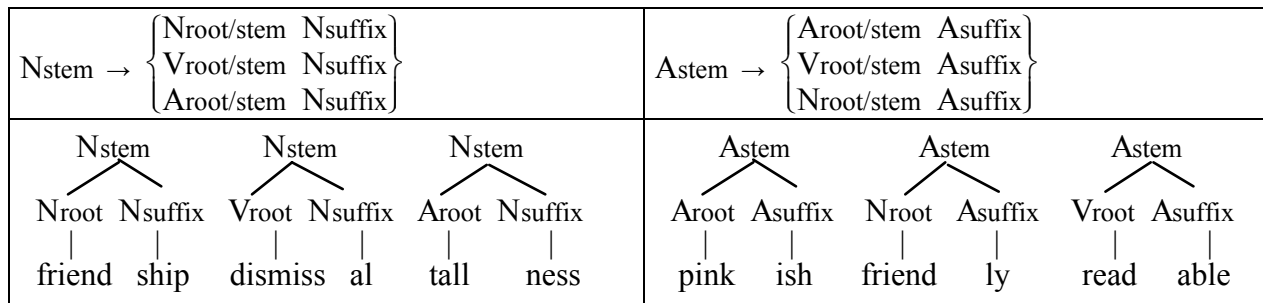 Nstem → {Nroot/stem Nsuffix
Vroot/stem Nsuffix
Aroot/stem Nsuffix}
Astem → {Aroot/stem Asuffix
Vroot/stem Asuffix
Nroot/stem Asuffix}
Nstem Nstem Nstem
Nroot Nsuffix Vroot Nsuffix Aroot Nsuffix
friend ship dismiss al tall ness
Astem Astem Astem
Aroot Asuffix Nroot Asuffix Vroot Asuffix
pink ish friend ly read able